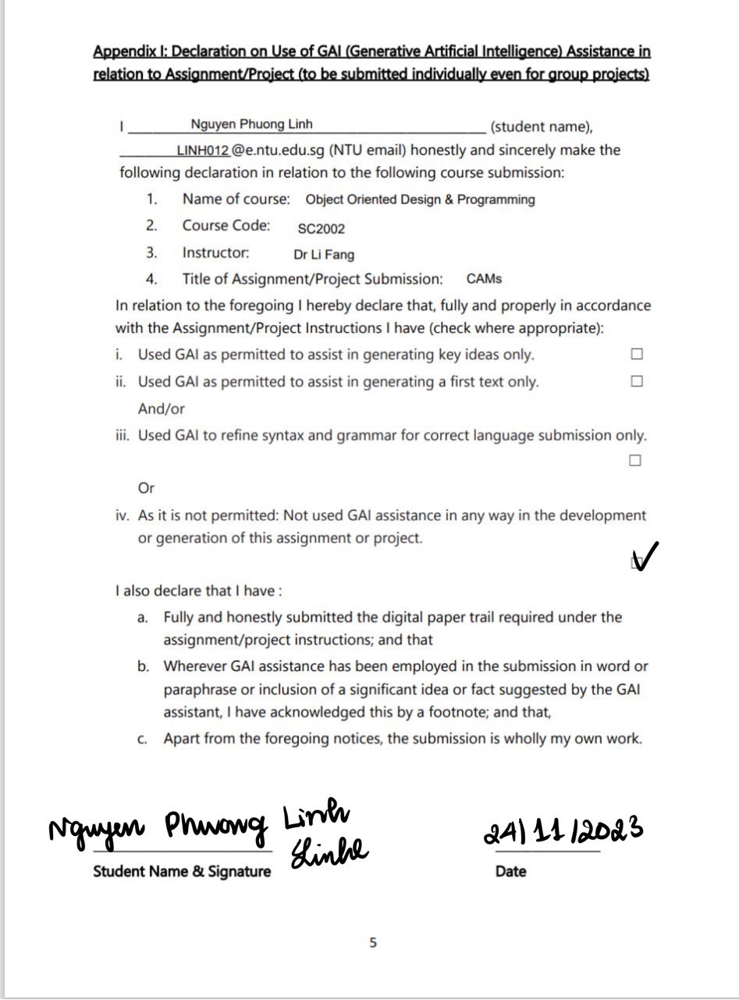 Appendix I: Declaration on Use of GAI (Generative Artificial Intelligence) Assistance in
relation to Assignment/Project (to be submitted individually even for group projects)
I Nguyen Phuong Linh (student name),
LINH012 @e.ntu.edu.sg (NTU email) honestly and sincerely make the
following declaration in relation to the following course submission:
1. Name of course: Object Oriented Design & Programming
2. Course Code: SC2002
3. Instructor: Dr Li Fang
4. Title of Assignment/Project Submission: CAMs
In relation to the foregoing I hereby declare that, fully and properly in accordance
with the Assignment/Project Instructions I have (check where appropriate):
i. Used GAI as permitted to assist in generating key ideas only. ☐
ii. Used GAI as permitted to assist in generating a first text only. ☐
And/or
iii. Used GAI to refine syntax and grammar for correct language submission only.
☐
Or
iv. As it is not permitted: Not used GAI assistance in any way in the development
or generation of this assignment or project.
☑
I also declare that I have :
a. Fully and honestly submitted the digital paper trail required under the
assignment/project instructions; and that
b. Wherever GAI assistance has been employed in the submission in word or
paraphrase or inclusion of a significant idea or fact suggested by the GAI
assistant, I have acknowledged this by a footnote; and that,
c. Apart from the foregoing notices, the submission is wholly my own work.
Nguyen Phuong Linh 24/11/2023
Student Name & Signature Date
5